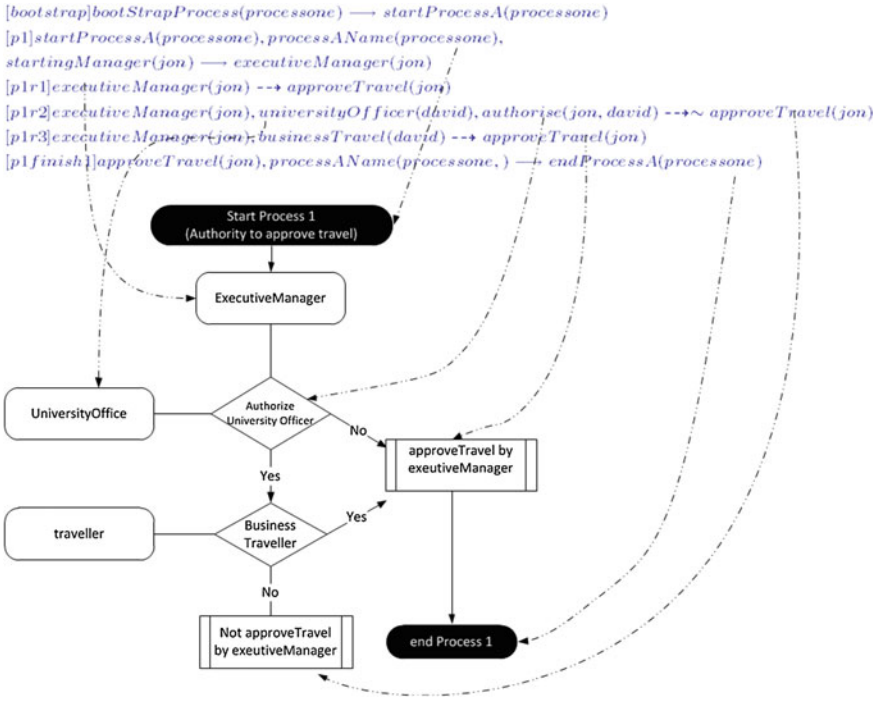 [bootstrap]bootStrapProcess(processone) ⟶ startProcessA(processone)
[p1]startProcessA(processone), processAName(processone),
startingManager(jon) ⟶ executiveManager(jon)
[p1r1]executiveManager(jon) ⇢ approveTravel(jon)
[p1r2]executiveManager(jon), universityOfficer(david), authorise(jon, david) ⇢∼ approveTravel(jon)
[p1r3]executiveManager(jon), businessTravel(david) ⇢ approveTravel(jon)
[p1finish1]approveTravel(jon), processAName(processone, ) ⟶ endProcessA(processone)
Start Process 1
(Authority to approve travel)
ExecutiveManager
UniversityOffice
Authorize
University Officer
No
approveTravel by
exeutiveManager
Yes
traveller
Business
Traveller
Yes
No
Not approveTravel
by exeutiveManager
end Process 1